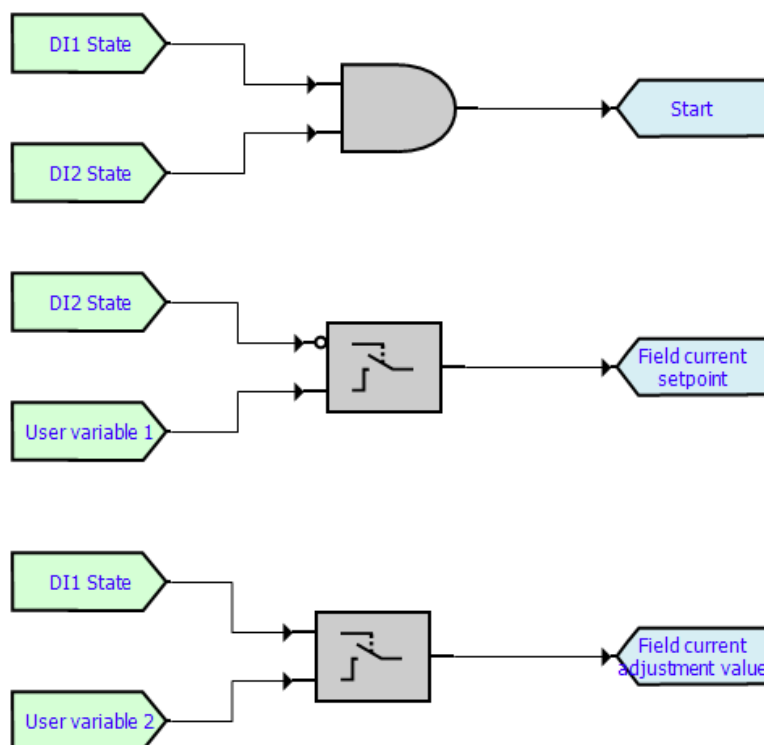 DI1 State
Start
DI2 State
DI2 State
Field current
setpoint
User variable 1
DI1 State
Field current
adjustment value
User variable 2